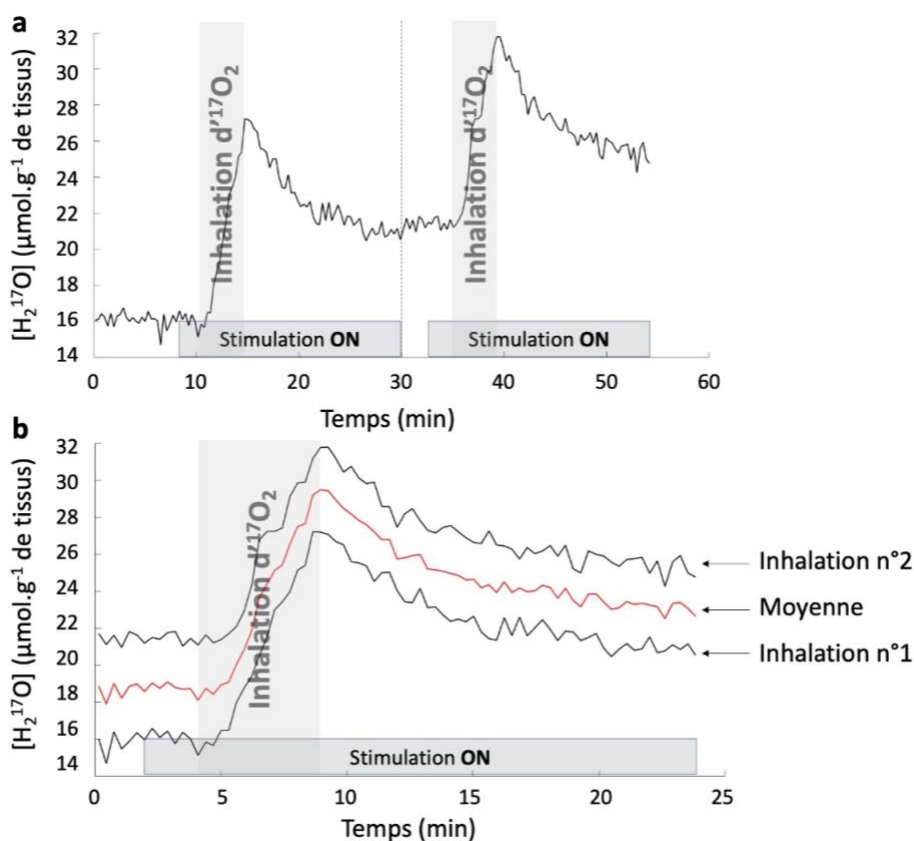 a
[H₂¹⁷O] (µmol.g⁻¹ de tissus)
32
30
28
26
24
22
20
18
16
14
Inhalation d’¹⁷O₂
Inhalation d’¹⁷O₂
Stimulation ON
Stimulation ON
0 10 20 30 40 50 60
Temps (min)
b
[H₂¹⁷O] (µmol.g⁻¹ de tissus)
32
30
28
26
24
22
20
18
16
14
Inhalation d’¹⁷O₂
Inhalation n°2
Moyenne
Inhalation n°1
Stimulation ON
0 5 10 15 20 25
Temps (min)